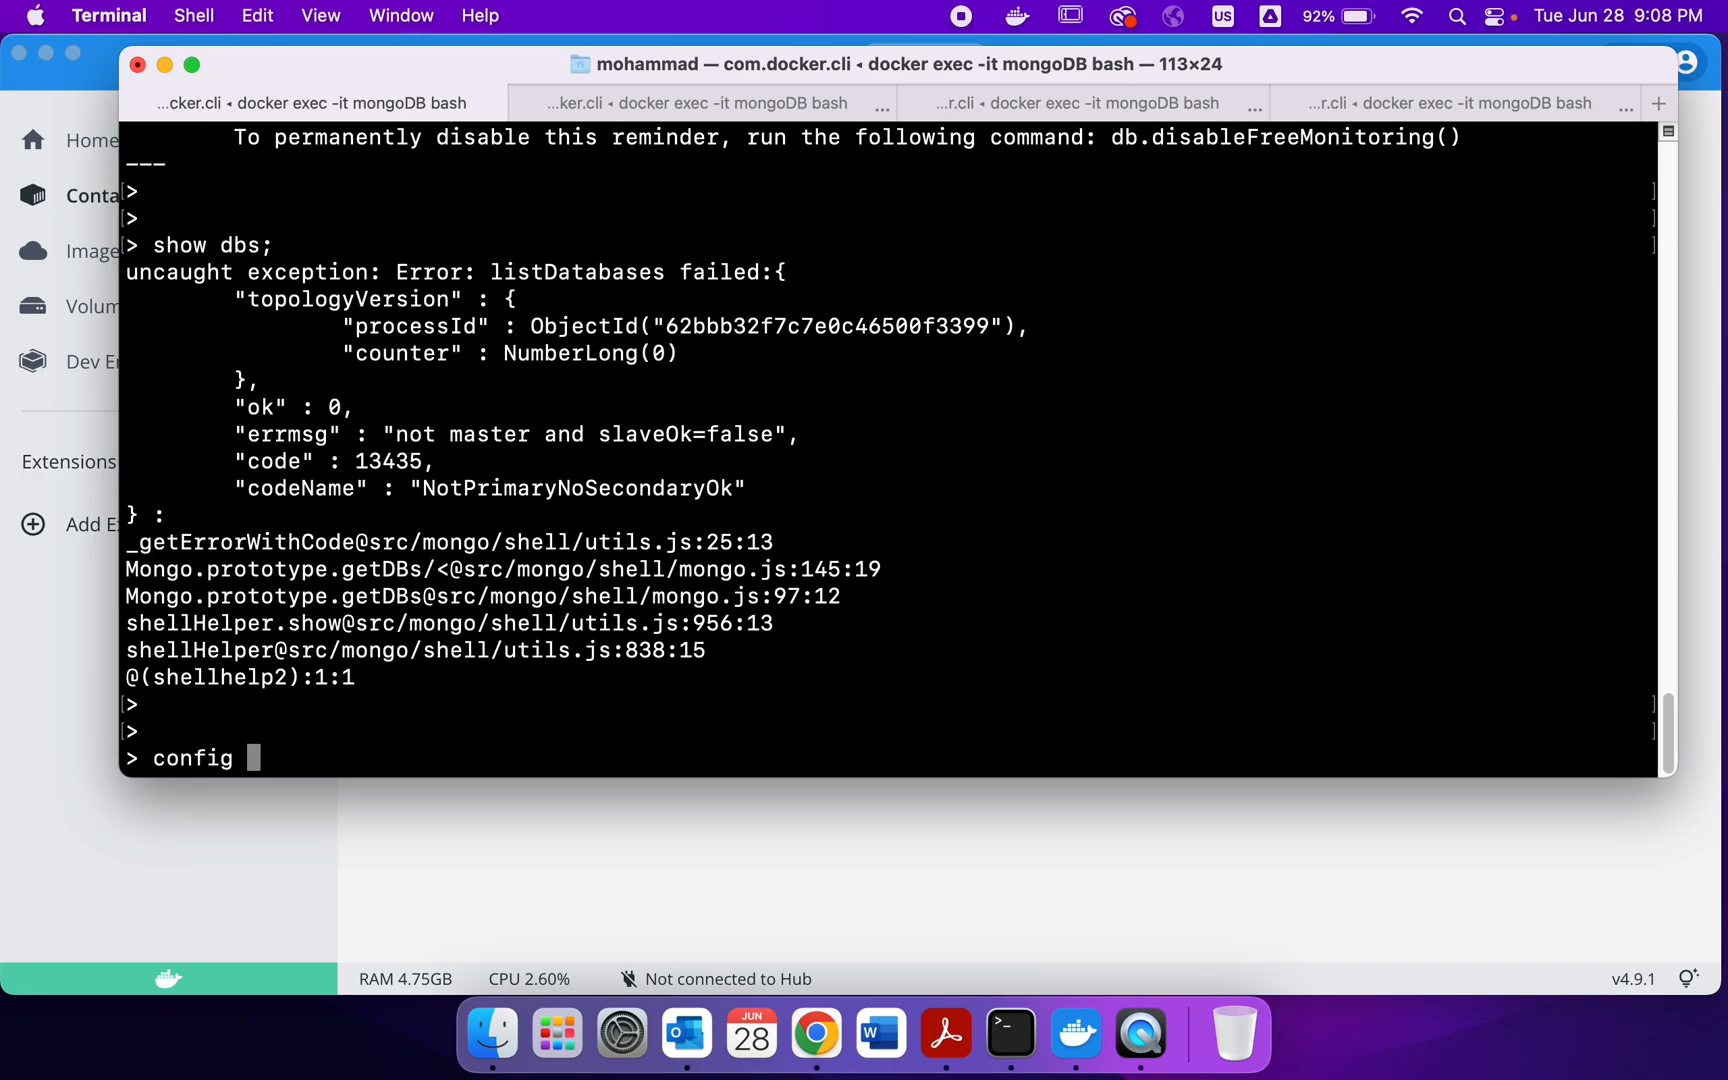 Terminal Shell Edit View Window Help US 92% Tue Jun 28 9:08 PM
mohammad — com.docker.cli ◂ docker exec -it mongoDB bash — 113×24
...cker.cli ◂ docker exec -it mongoDB bash ...ker.cli ◂ docker exec -it mongoDB bash ... ...r.cli ◂ docker exec -it mongoDB bash ... ...r.cli ◂ docker exec -it mongoDB bash ... +
Home
Conta
Image
Volum
Dev E
Extensions
Add E
To permanently disable this reminder, run the following command: db.disableFreeMonitoring()
---
[> ]
[> ]
[> show dbs; ]
uncaught exception: Error: listDatabases failed:{
"topologyVersion" : {
"processId" : ObjectId("62bbb32f7c7e0c46500f3399"),
"counter" : NumberLong(0)
},
"ok" : 0,
"errmsg" : "not master and slaveOk=false",
"code" : 13435,
"codeName" : "NotPrimaryNoSecondaryOk"
} :
_getErrorWithCode@src/mongo/shell/utils.js:25:13
Mongo.prototype.getDBs/<@src/mongo/shell/mongo.js:145:19
Mongo.prototype.getDBs@src/mongo/shell/mongo.js:97:12
shellHelper.show@src/mongo/shell/utils.js:956:13
shellHelper@src/mongo/shell/utils.js:838:15
@(shellhelp2):1:1
[> ]
[> ]
> config
RAM 4.75GB CPU 2.60% Not connected to Hub v4.9.1
JUN
28